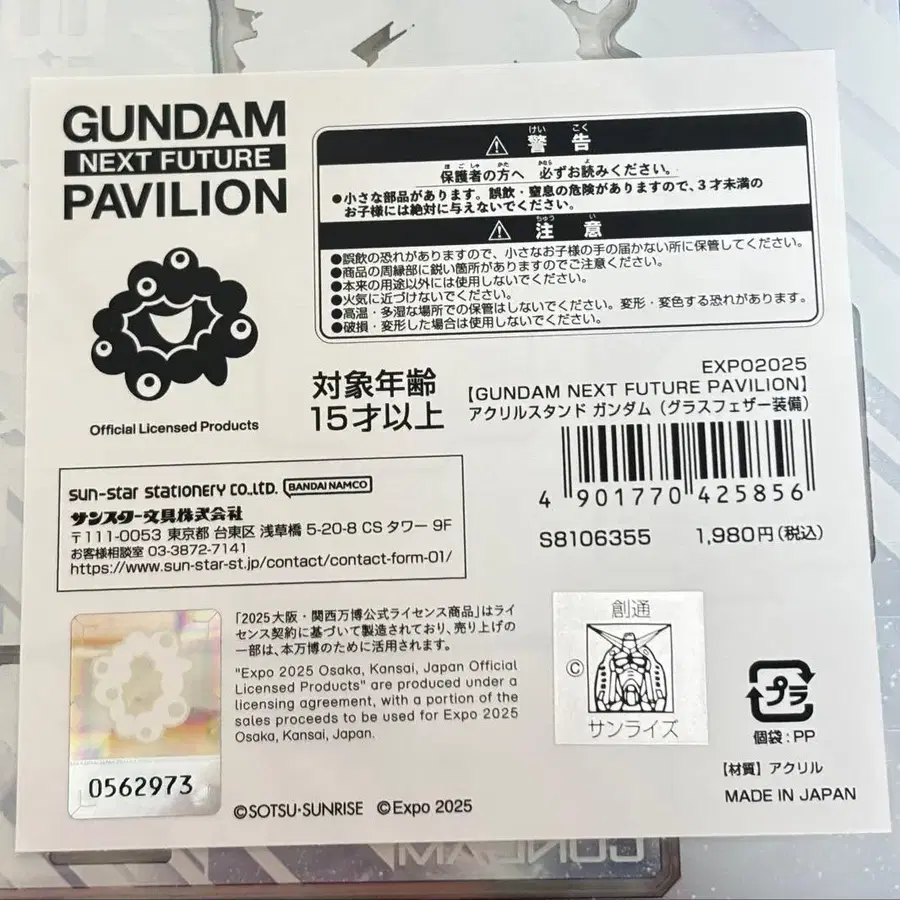 GUNDAM
NEXT FUTURE
PAVILION
Official Licensed Products
けい こく
警告
ほごしゃ かた かなら よ
保護者の方へ 必ずお読みください。
●小さな部品があります。誤飲・窒息の危険がありますので、3才未満の
お子様には絶対に与えないでください。
ちゅう い
注意
●誤飲の恐れがありますので、小さなお子様の手の届かない所に保管してください。
●商品の周縁部に鋭い箇所がありますのでご注意ください。
●本来の用途以外には使用しないでください。
●火気に近づけないでください。
●高温・多湿な場所での保管はしないでください。変形・変色する恐れがあります。
●破損・変形した場合は使用しないでください。
対象年齢
15才以上
EXPO2025
【GUNDAM NEXT FUTURE PAVILION】
アクリルスタンド ガンダム（グラスフェザー装備）
4 901770 425856
S8106355 1,980円(税込)
sun-star stationery co.,ltd. BANDAI NAMCO
サンスター文具株式会社
〒111-0053 東京都 台東区 浅草橋 5-20-8 CS タワー 9F
お客様相談室 03-3872-7141
https://www.sun-star-st.jp/contact/contact-form-01/
0562973
「2025大阪・関西万博公式ライセンス商品」はライ
センス契約に基づいて製造されており、売り上げの
一部は、本万博のために活用されます。
"Expo 2025 Osaka, Kansai, Japan Official
Licensed Products" are produced under a
licensing agreement, with a portion of the
sales proceeds to be used for Expo 2025
Osaka, Kansai, Japan.
©SOTSU・SUNRISE ©Expo 2025
創通
©
サンライズ
プラ
個袋：PP
【材質】アクリル
MADE IN JAPAN